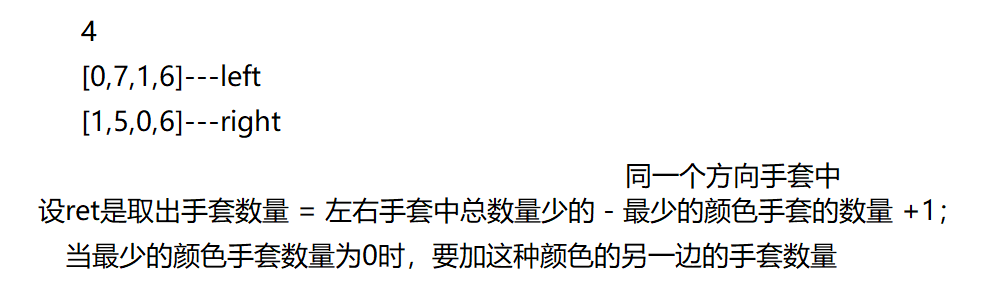 4
[0,7,1,6]---left
[1,5,0,6]---right
同一个方向手套中
设ret是取出手套数量 = 左右手套中总数量少的 - 最少的颜色手套的数量 +1；
当最少的颜色手套数量为0时，要加这种颜色的另一边的手套数量